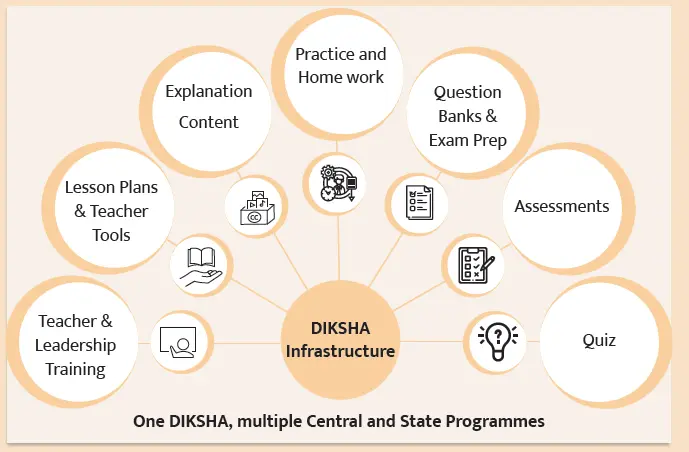 Practice and
Home work
Explanation
Content
Question
Banks &
Exam Prep
Lesson Plans
& Teacher
Tools
Assessments
CC
Teacher &
Leadership
Training
DIKSHA
Infrastructure
?
Quiz
One DIKSHA, multiple Central and State Programmes